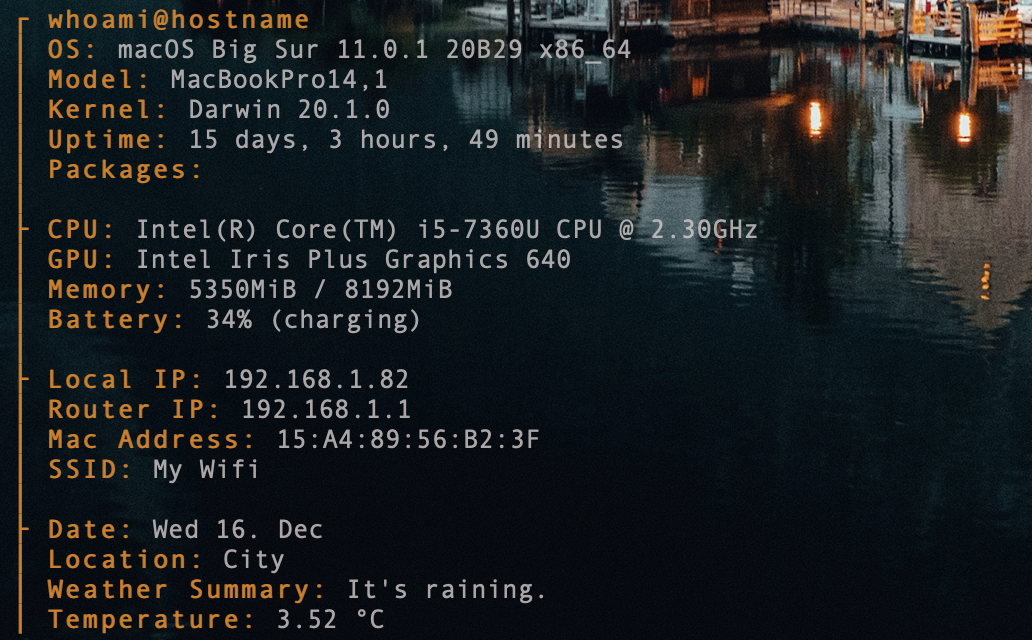 whoami@hostname
OS: macOS Big Sur 11.0.1 20B29 x86_64
Model: MacBookPro14,1
Kernel: Darwin 20.1.0
Uptime: 15 days, 3 hours, 49 minutes
Packages:
CPU: Intel(R) Core(TM) i5-7360U CPU @ 2.30GHz
GPU: Intel Iris Plus Graphics 640
Memory: 5350MiB / 8192MiB
Battery: 34% (charging)
Local IP: 192.168.1.82
Router IP: 192.168.1.1
Mac Address: 15:A4:89:56:B2:3F
SSID: My Wifi
Date: Wed 16. Dec
Location: City
Weather Summary: It's raining.
Temperature: 3.52 °C